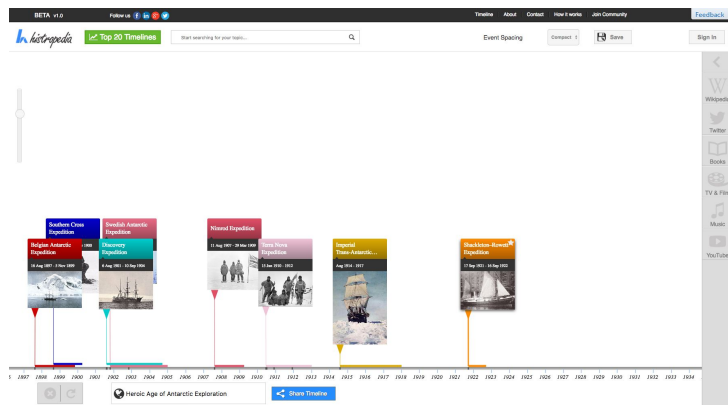 BETA v1.0
Follow us
Timeline
About
Contact
How it works
Join Community
Feedback
histropedia
Top 20 Timelines
Start searching for your topic...
Event Spacing
Compact
Save
Sign In
Wikipedia
Twitter
Books
TV & Film
Music
YouTube
Southern Cross
Expedition
Swedish Antarctic
Expedition
Nimrod Expedition
11 Aug 1907 - 29 Mar 1909
Belgian Antarctic
Expedition
16 Aug 1897 - 5 Nov 1899
Discovery
Expedition
6 Aug 1901 - 10 Sep 1904
Terra Nova
Expedition
15 Jun 1910 - 1912
Imperial
Trans-Antarctic...
Aug 1914 - 1917
Shackleton–Rowett
Expedition
17 Sep 1921 - 16 Sep 1922
1897 1898 1899 1900 1901 1902 1903 1904 1905 1906 1907 1908 1909 1910 1911 1912 1913 1914 1915 1916 1917 1918 1919 1920 1921 1922 1923 1924 1925 1926 1927 1928 1929 1930 1931 1932 1933 1934
Heroic Age of Antarctic Exploration
Share Timeline